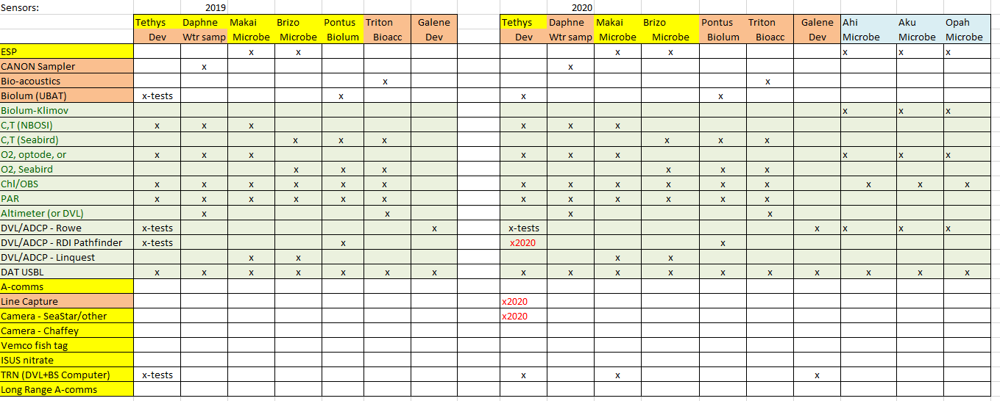 Sensors: 2019 2020
Tethys Daphne Makai Brizo Pontus Triton Galene Tethys Daphne Makai Brizo Pontus Triton Galene Ahi Aku Opah
Dev Wtr samp Microbe Microbe Biolum Bioacc Dev Dev Wtr samp Microbe Microbe Biolum Bioacc Dev Microbe Microbe Microbe
ESP x x x x x x x
CANON Sampler x x
Bio-acoustics x x
Biolum (UBAT) x-tests x x x
Biolum-Klimov x x x
C,T (NBOSI) x x x x x x
C,T (Seabird) x x x x x x
O2, optode, or x x x x x x x x x
O2, Seabird x x x x x x
Chl/OBS x x x x x x x x x x x x x x x
PAR x x x x x x x x x x x x
Altimeter (or DVL) x x x x
DVL/ADCP - Rowe x-tests x x-tests x x x x
DVL/ADCP - RDI Pathfinder x-tests x x2020 x
DVL/ADCP - Linquest x x x x
DAT USBL x x x x x x x x x x x x x x x x x
A-comms
Line Capture x2020
Camera - SeaStar/other x2020
Camera - Chaffey
Vemco fish tag
ISUS nitrate
TRN (DVL+BS Computer) x-tests x x x
Long Range A-comms